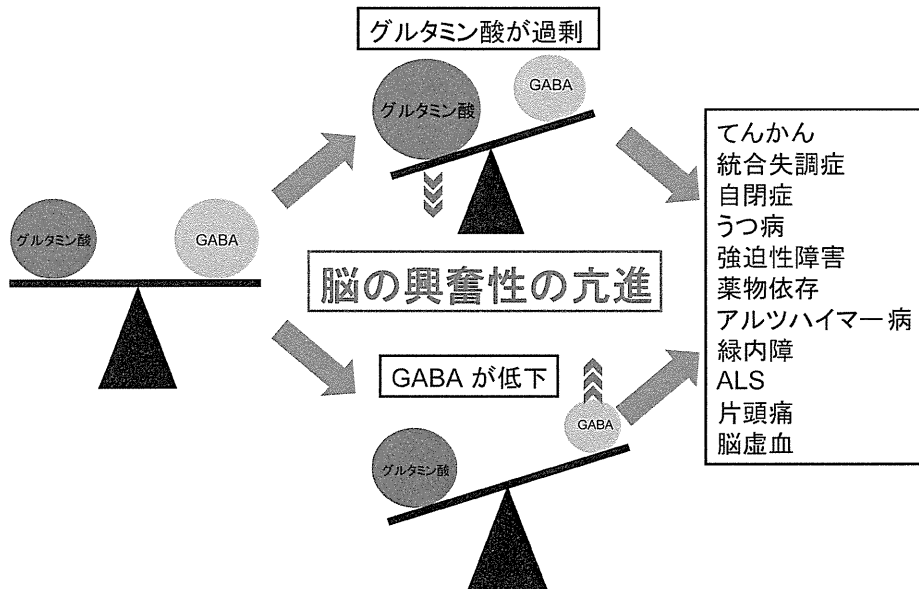 グルタミン酸が過剰
グルタミン酸
GABA
グルタミン酸
GABA
脳の興奮性の亢進
GABA が低下
グルタミン酸
GABA
てんかん
統合失調症
自閉症
うつ病
強迫性障害
薬物依存
アルツハイマー病
緑内障
ALS
片頭痛
脳虚血